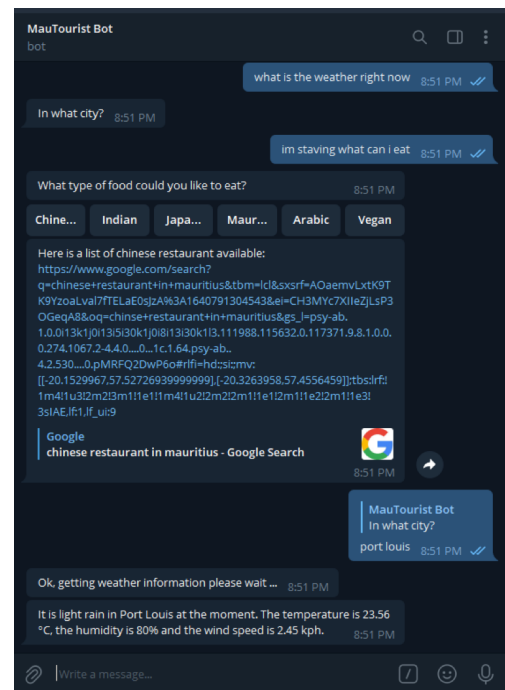 MauTourist Bot
bot
what is the weather right now 8:51 PM
In what city? 8:51 PM
im staving what can i eat 8:51 PM
What type of food could you like to eat? 8:51 PM
Chine... Indian Japa... Maur... Arabic Vegan
Here is a list of chinese restaurant available:
https://www.google.com/search?
q=chinese+restaurant+in+mauritius&tbm=lcl&sxsrf=AOaemvLxtK9T
K9YzoaLval7fTELaE0sJzA%3A1640791304543&ei=CH3MYc7XIIeZjLsP3
OGeqA8&oq=chinse+restaurant+in+mauritius&gs_l=psy-ab.
1.0.0i13k1j0i13i5i30k1j0i8i13i30k1l3.111988.115632.0.117371.9.8.1.0.0.
0.274.1067.2-4.4.0....0...1c.1.64.psy-ab..
4.2.530....0.pMRFQ2DwP6o#rlfi=hd:;si:;mv:
[[-20.1529967,57.52726939999999],[-20.3263958,57.4556459]];tbs:lrf:!
1m4!1u3!2m2!3m1!1e1!1m4!1u2!2m2!2m1!1e1!2m1!1e2!2m1!1e3!
3sIAE,lf:1,lf_ui:9
Google
chinese restaurant in mauritius - Google Search
8:51 PM
MauTourist Bot
In what city?
port louis 8:51 PM
Ok, getting weather information please wait ... 8:51 PM
It is light rain in Port Louis at the moment. The temperature is 23.56
°C, the humidity is 80% and the wind speed is 2.45 kph. 8:51 PM
Write a message...